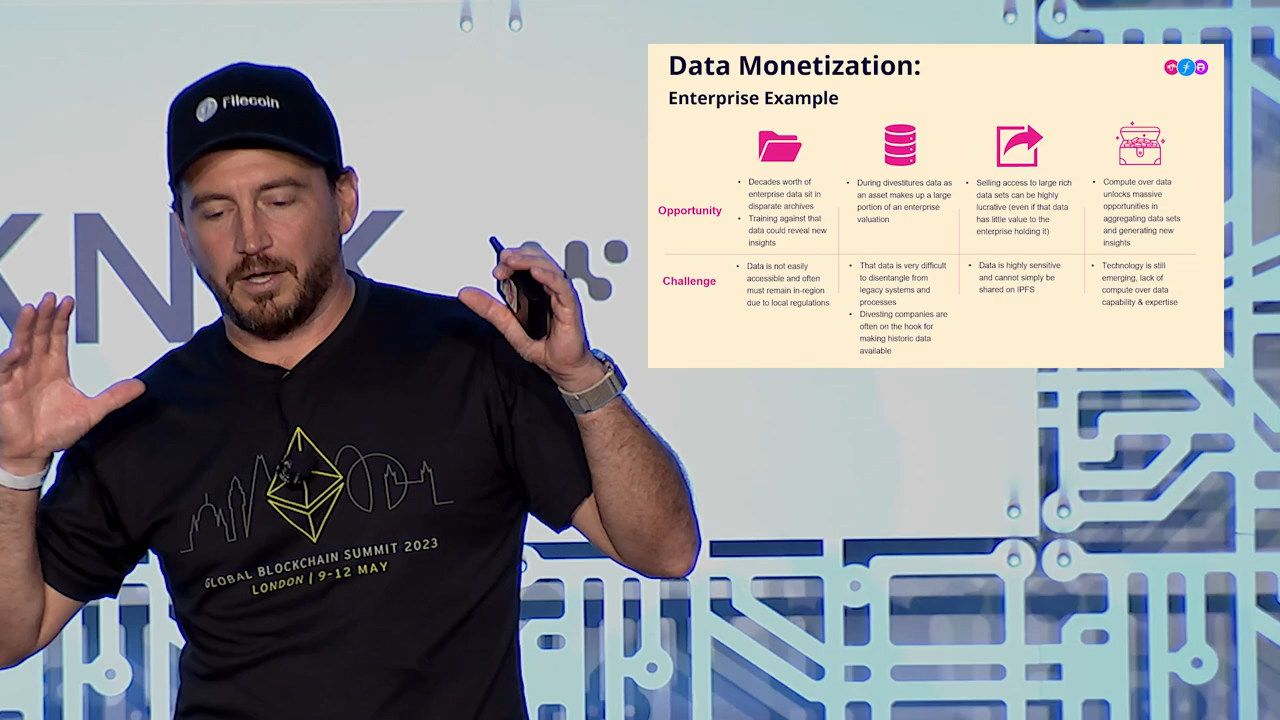 Filecoin
GLOBAL BLOCKCHAIN SUMMIT 2023
LONDON | 9-12 MAY
Data Monetization:
Enterprise Example
Opportunity
• Decades worth of
enterprise data sit in
disparate archives
• Training against that
data could reveal new
insights
• During divestitures data as
an asset makes up a large
portion of an enterprise
valuation
• Selling access to large rich
data sets can be highly
lucrative (even if that data
has little value to the
enterprise holding it)
• Compute over data
unlocks massive
opportunities in
aggregating data sets
and generating new
insights
Challenge
• Data is not easily
accessible and often
must remain in-region
due to local regulations
• That data is very difficult
to disentangle from
legacy systems and
processes
• Divesting companies are
often on the hook for
making historic data
available
• Data is highly sensitive
and cannot simply be
shared on IPFS
• Technology is still
emerging, lack of
compute over data
capability & expertise